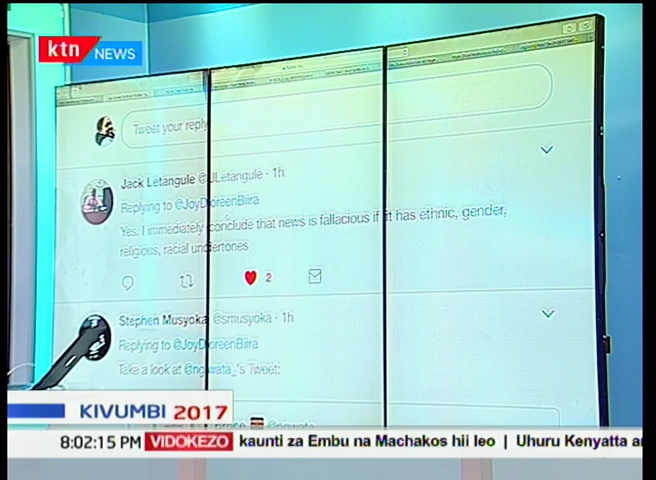 ktn NEWS
3
Tweet your reply
Jack Letangule @JLetangule · 1h
Replying to @JoyDoreenBiira
Yes. I immediately conclude that news is fallacious if it has ethnic, gender,
religious, racial undertones
2
Stephen Musyoka @smusyoka · 1h
Replying to @JoyDoreenBiira
Take a look at @ngwata_'s Tweet:
@ngwata
KIVUMBI 2017
8:02:15 PM VIDOKEZO kaunti za Embu na Machakos hii leo | Uhuru Kenyatta